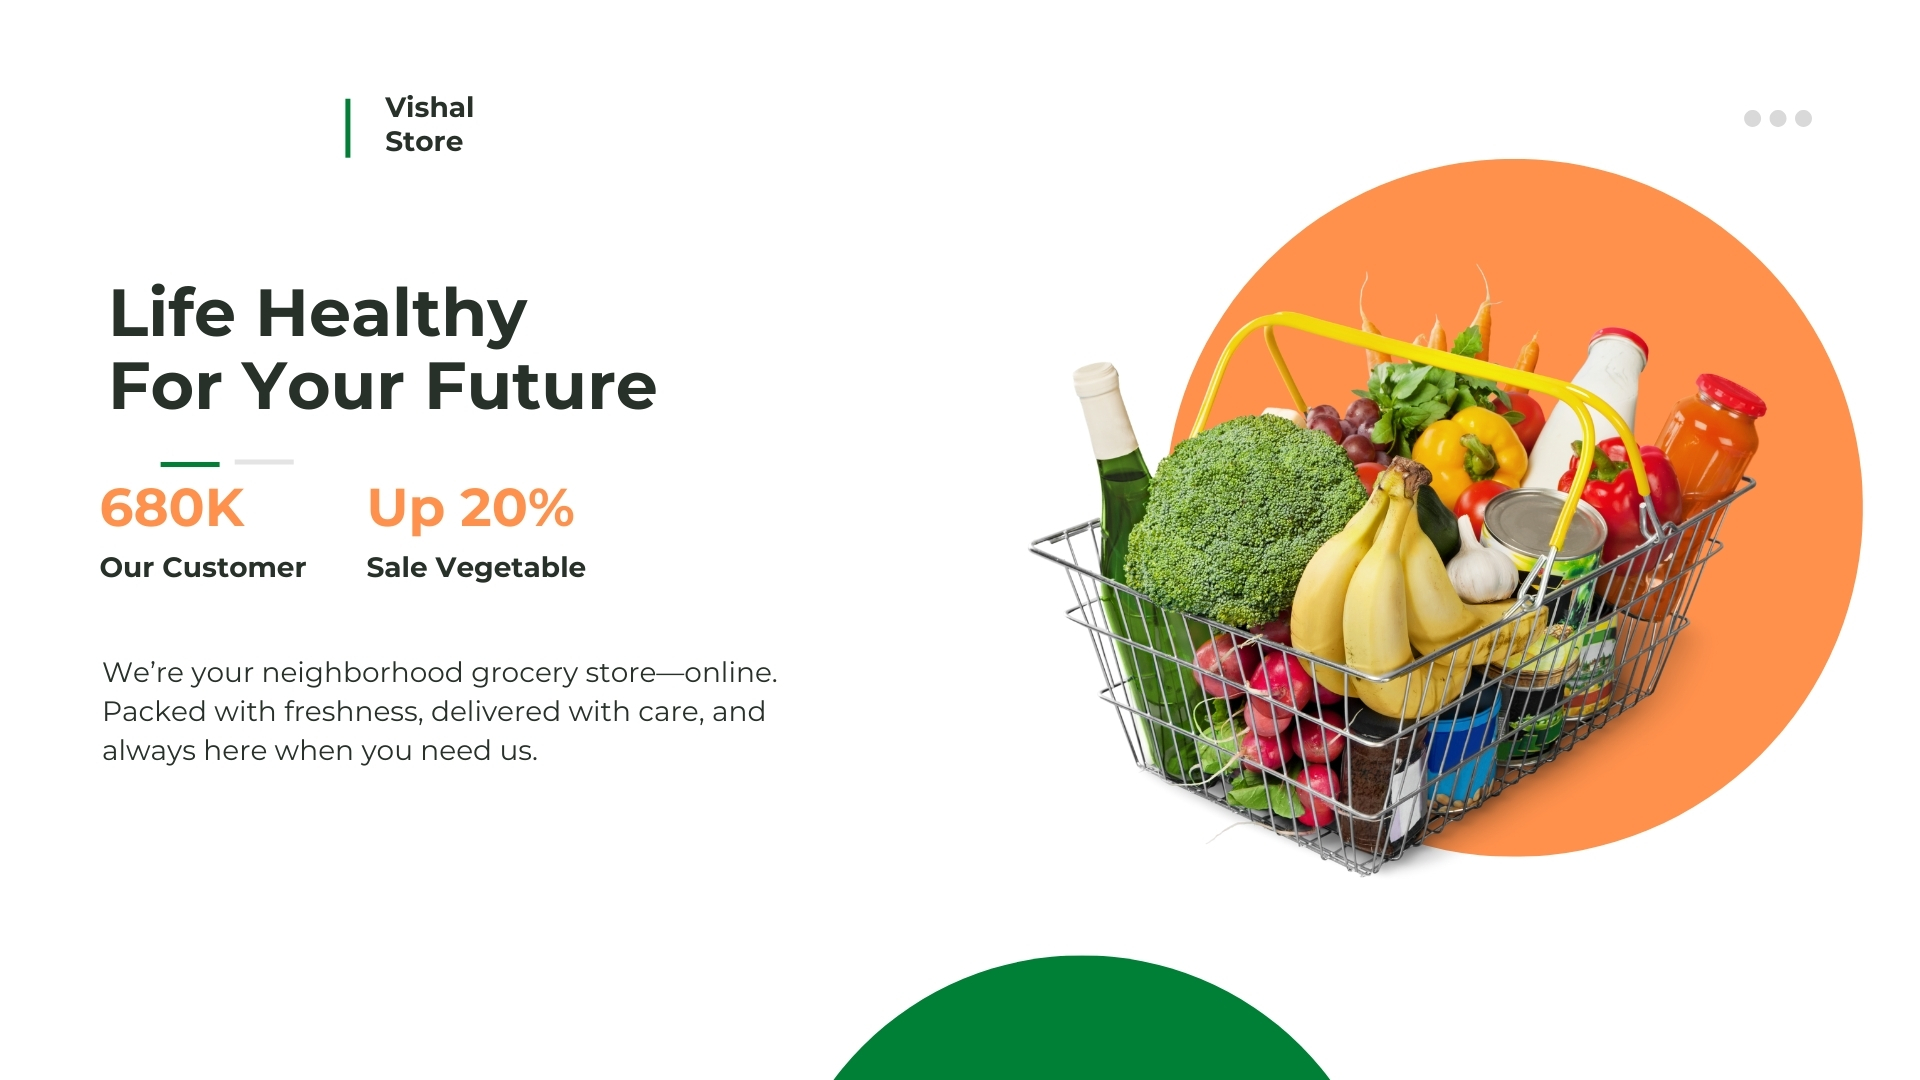 Vishal
Store
Life Healthy
For Your Future
680K
Our Customer
Up 20%
Sale Vegetable
We’re your neighborhood grocery store—online.
Packed with freshness, delivered with care, and
always here when you need us.